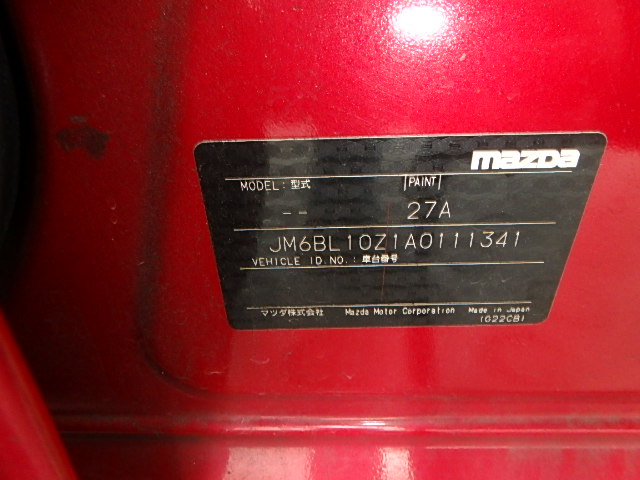 mazda
MODEL: 型式 PAINT
-- 27A
JM6BL10Z1A0111341
VEHICLE ID.NO.: 車台番号
マツダ株式会社 Mazda Motor Corporation Made in Japan
(G22CB)